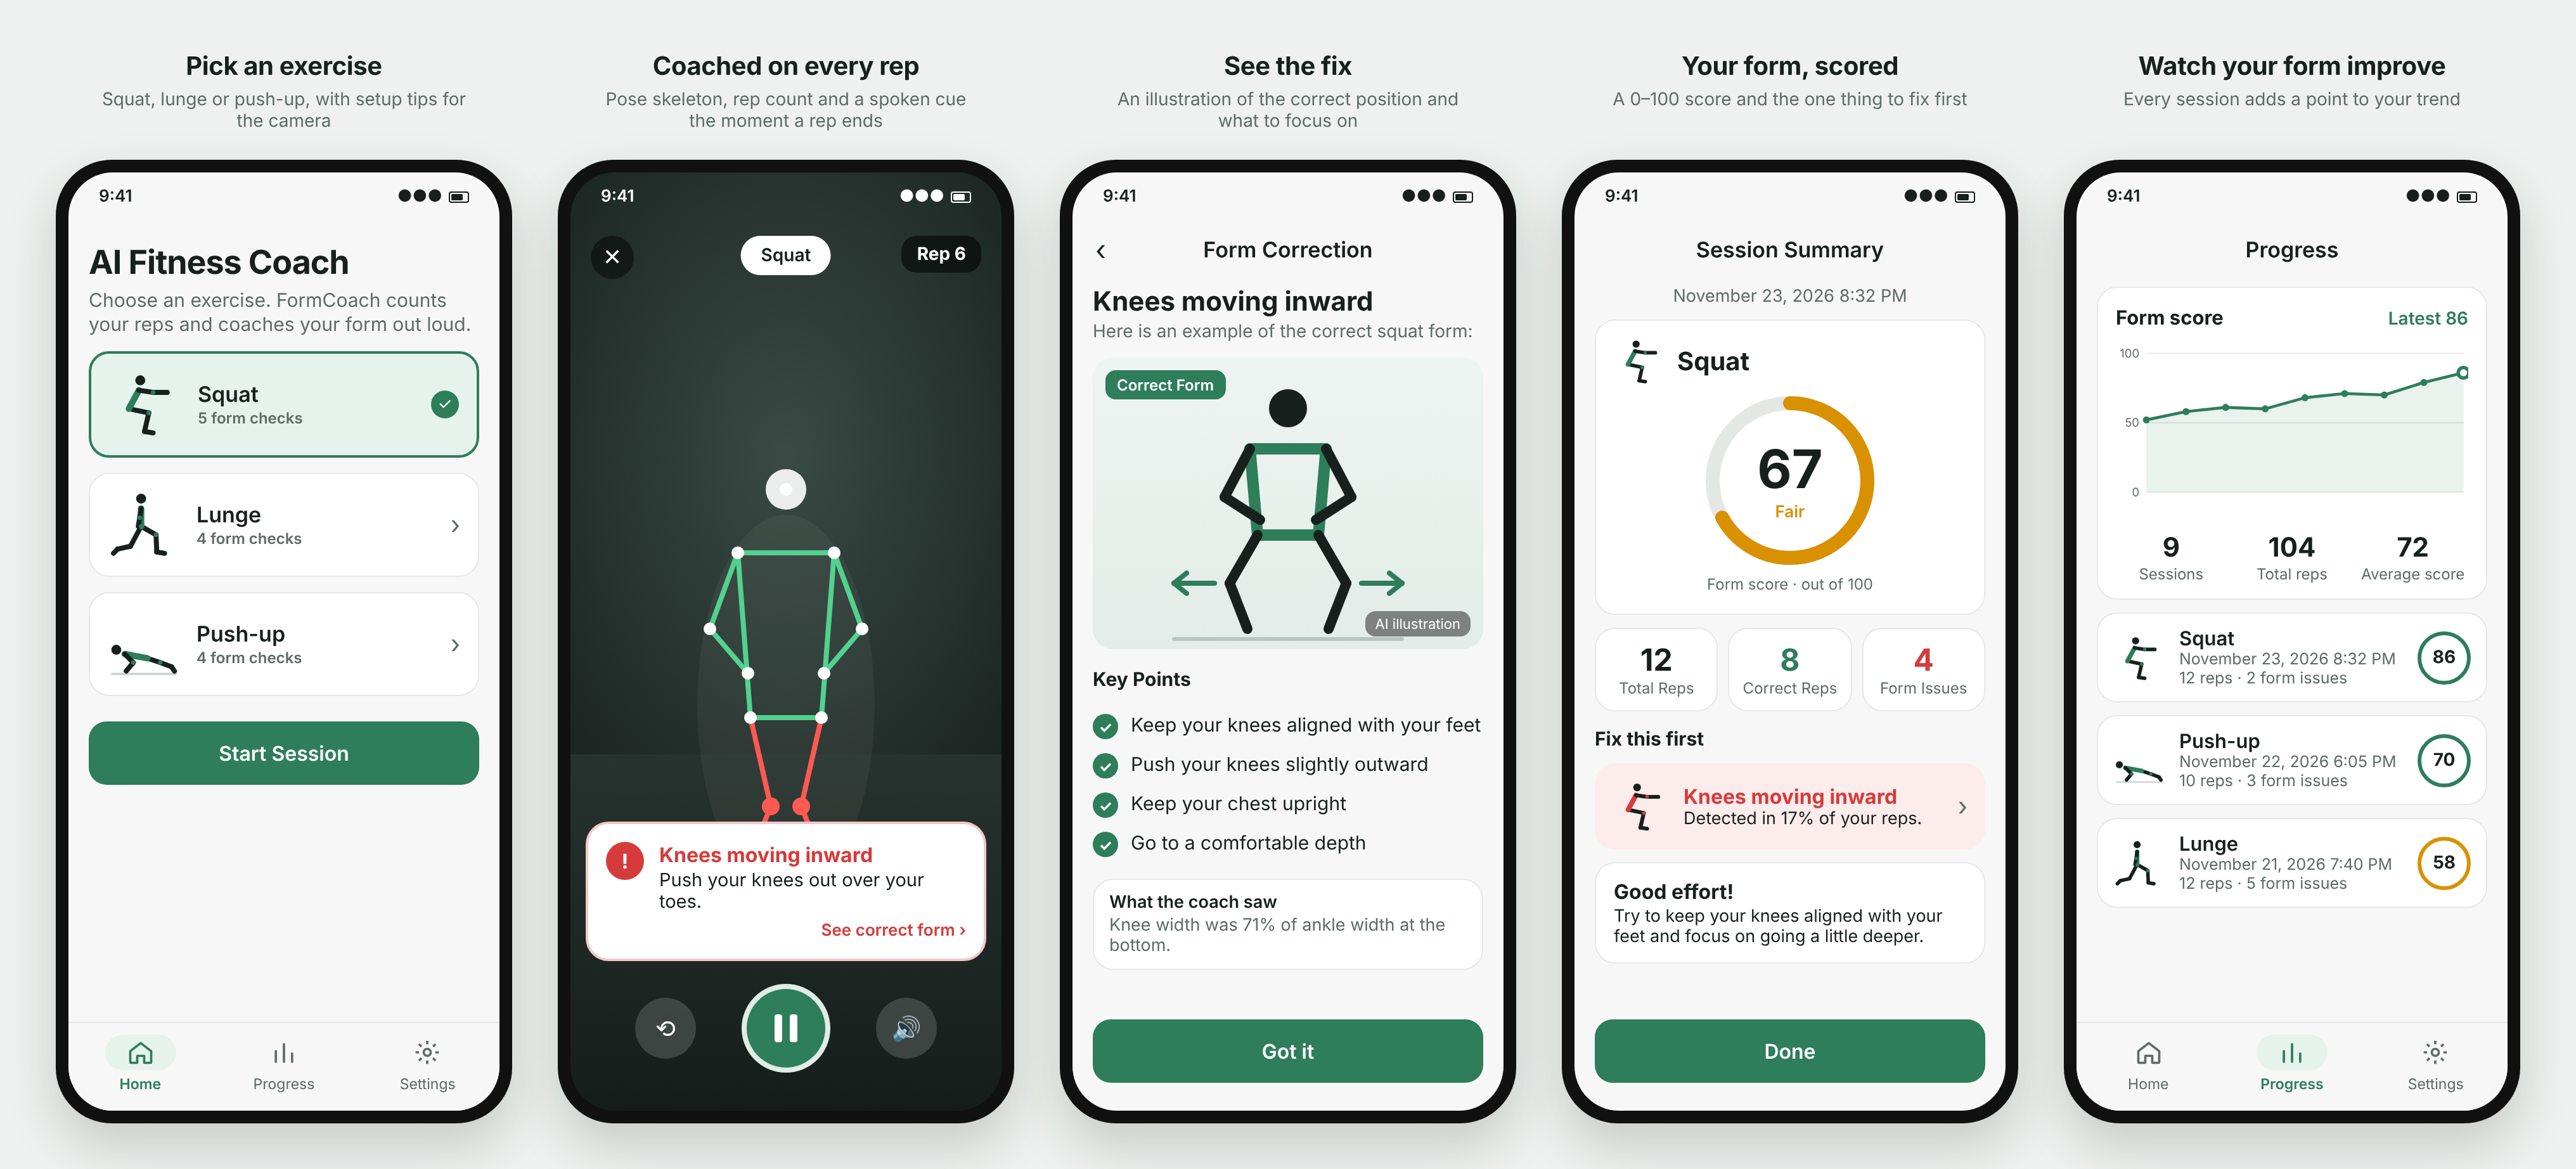 Pick an exercise
Squat, lunge or push-up, with setup tips for
the camera
9:41
AI Fitness Coach
Choose an exercise. FormCoach counts
your reps and coaches your form out loud.
Squat
5 form checks
Lunge
4 form checks
Push-up
4 form checks
Start Session
Home
Progress
Settings
Coached on every rep
Pose skeleton, rep count and a spoken cue
the moment a rep ends
9:41
Squat
Rep 6
Knees moving inward
Push your knees out over your
toes.
See correct form ›
See the fix
An illustration of the correct position and
what to focus on
9:41
Form Correction
Knees moving inward
Here is an example of the correct squat form:
Correct Form
AI illustration
Key Points
Keep your knees aligned with your feet
Push your knees slightly outward
Keep your chest upright
Go to a comfortable depth
What the coach saw
Knee width was 71% of ankle width at the
bottom.
Got it
Your form, scored
A 0–100 score and the one thing to fix first
9:41
Session Summary
November 23, 2026 8:32 PM
Squat
67
Fair
Form score · out of 100
12
Total Reps
8
Correct Reps
4
Form Issues
Fix this first
Knees moving inward
Detected in 17% of your reps.
Good effort!
Try to keep your knees aligned with your
feet and focus on going a little deeper.
Done
Watch your form improve
Every session adds a point to your trend
9:41
Progress
Form score
Latest 86
100
50
0
9
Sessions
104
Total reps
72
Average score
Squat
November 23, 2026 8:32 PM
12 reps · 2 form issues
86
Push-up
November 22, 2026 6:05 PM
10 reps · 3 form issues
70
Lunge
November 21, 2026 7:40 PM
12 reps · 5 form issues
58
Home
Progress
Settings